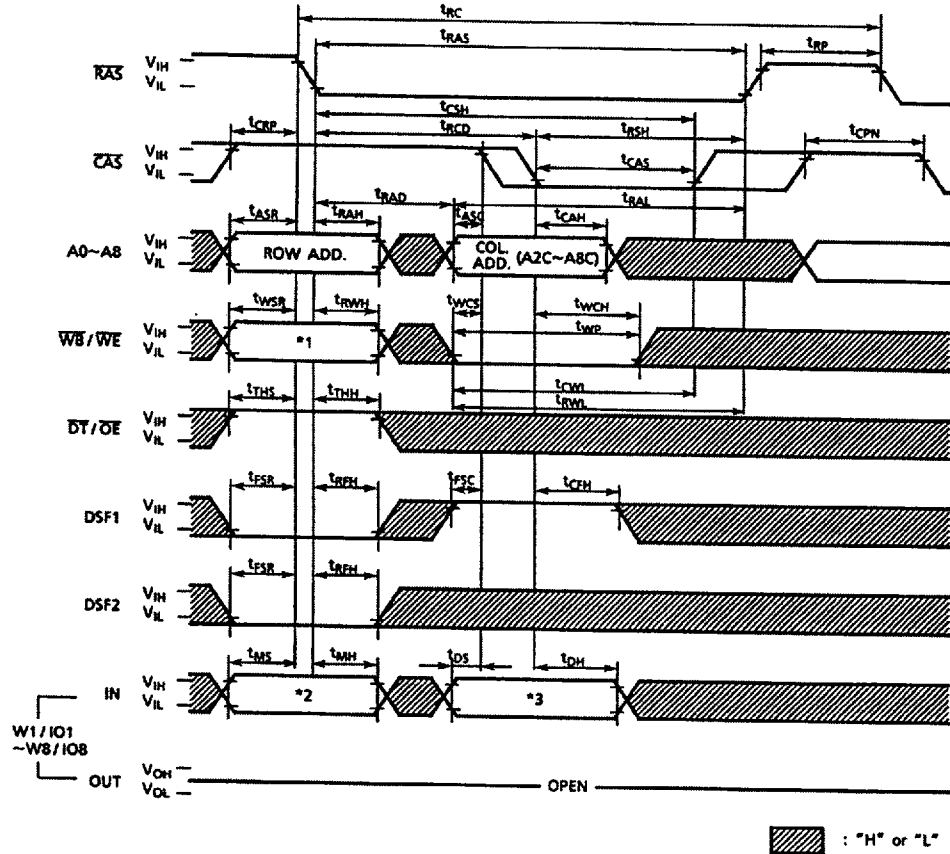 tRC
tRAS
tRP
RAS VIH
VIL
tCSH
tCRP tRCD tRSH tCPN
CAS VIH
VIL
tCAS
tRAD tASC tRAL
tASR tRAH tCAH
A0~A8 VIH
VIL
ROW ADD. COL. ADD. (A2C~A8C)
tWSR tRWH tWCS tWCH
tWP
WB/WE VIH
VIL
*1
tCWL
tRWL
tTHS tTHH
DT/OE VIH
VIL
tFSR tRFH tFSC tCFH
DSF1 VIH
VIL
tFSR tRFH
DSF2 VIH
VIL
tMS tMH tDS tDH
IN VIH
VIL
*2 *3
W1/IO1
~W8/IO8
OUT VOH
VOL
OPEN
: "H" or "L"